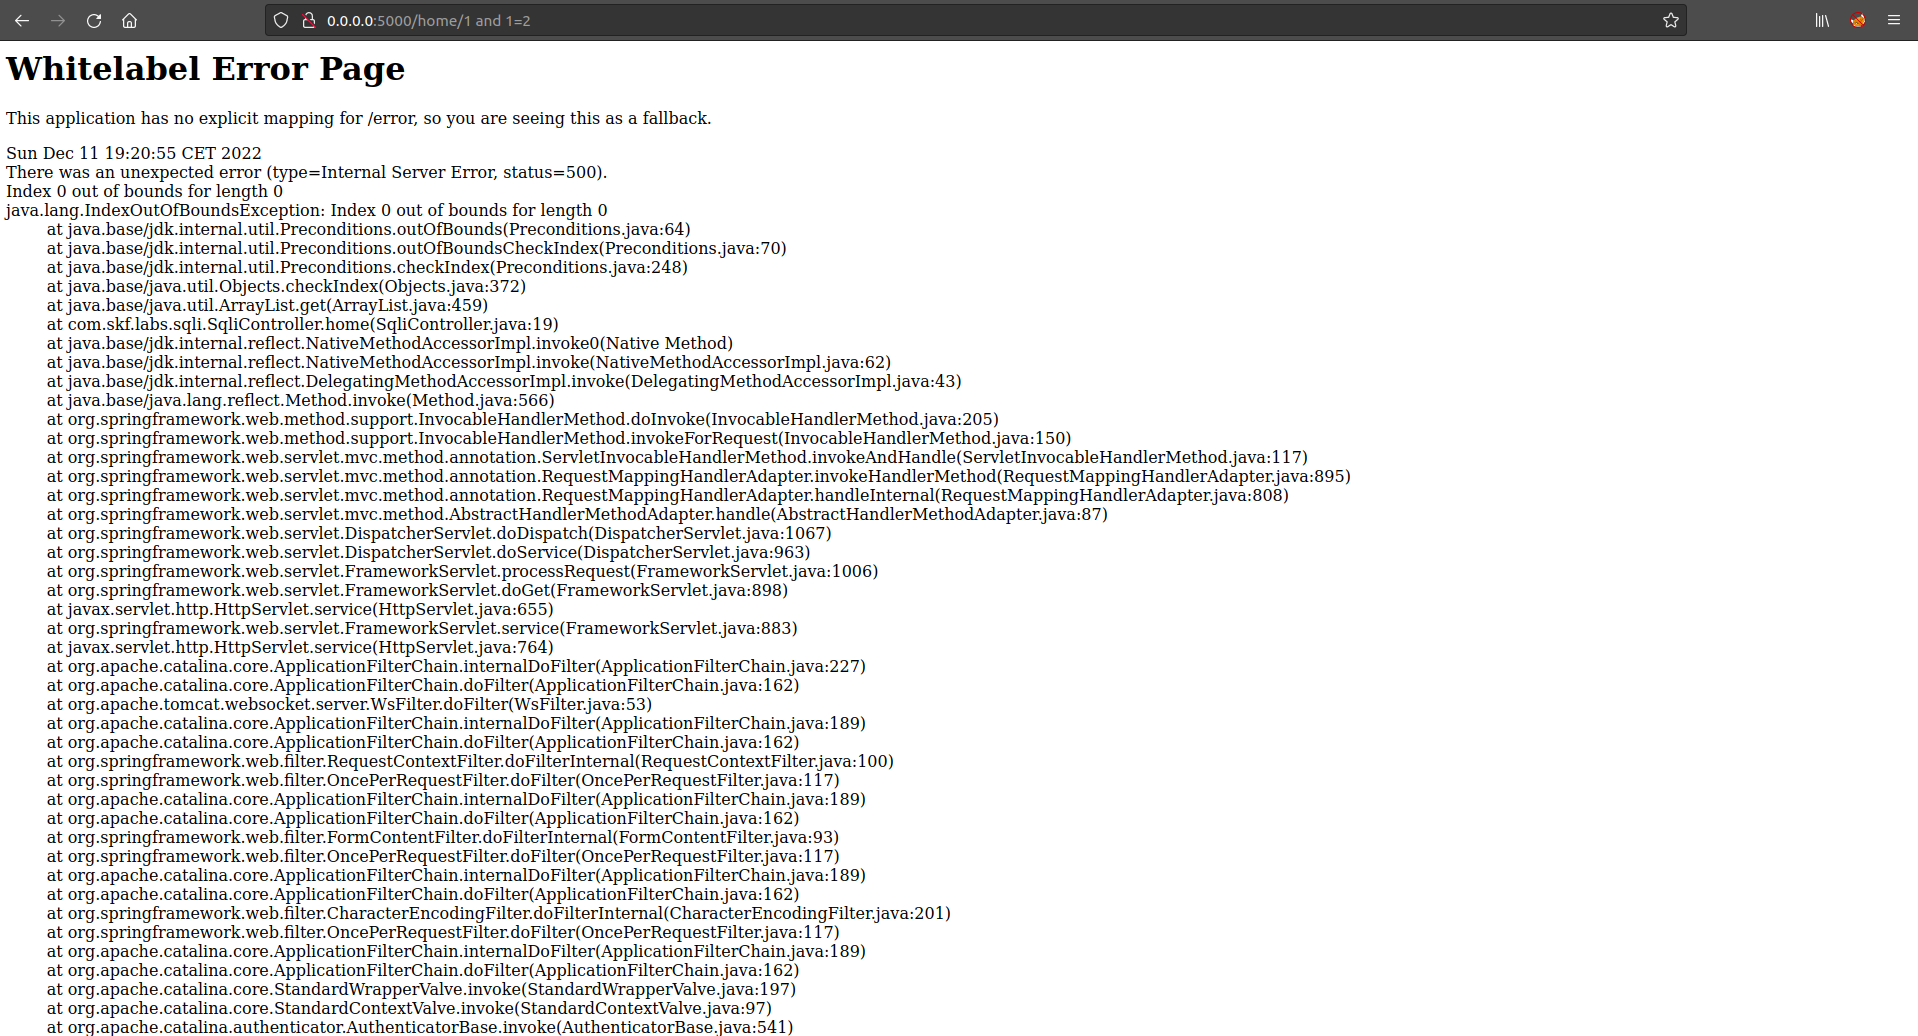 0.0.0.0:5000/home/1 and 1=2
Whitelabel Error Page
This application has no explicit mapping for /error, so you are seeing this as a fallback.
Sun Dec 11 19:20:55 CET 2022
There was an unexpected error (type=Internal Server Error, status=500).
Index 0 out of bounds for length 0
java.lang.IndexOutOfBoundsException: Index 0 out of bounds for length 0
at java.base/jdk.internal.util.Preconditions.outOfBounds(Preconditions.java:64)
at java.base/jdk.internal.util.Preconditions.outOfBoundsCheckIndex(Preconditions.java:70)
at java.base/jdk.internal.util.Preconditions.checkIndex(Preconditions.java:248)
at java.base/java.util.Objects.checkIndex(Objects.java:372)
at java.base/java.util.ArrayList.get(ArrayList.java:459)
at com.skf.labs.sqli.SqliController.home(SqliController.java:19)
at java.base/jdk.internal.reflect.NativeMethodAccessorImpl.invoke0(Native Method)
at java.base/jdk.internal.reflect.NativeMethodAccessorImpl.invoke(NativeMethodAccessorImpl.java:62)
at java.base/jdk.internal.reflect.DelegatingMethodAccessorImpl.invoke(DelegatingMethodAccessorImpl.java:43)
at java.base/java.lang.reflect.Method.invoke(Method.java:566)
at org.springframework.web.method.support.InvocableHandlerMethod.doInvoke(InvocableHandlerMethod.java:205)
at org.springframework.web.method.support.InvocableHandlerMethod.invokeForRequest(InvocableHandlerMethod.java:150)
at org.springframework.web.servlet.mvc.method.annotation.ServletInvocableHandlerMethod.invokeAndHandle(ServletInvocableHandlerMethod.java:117)
at org.springframework.web.servlet.mvc.method.annotation.RequestMappingHandlerAdapter.invokeHandlerMethod(RequestMappingHandlerAdapter.java:895)
at org.springframework.web.servlet.mvc.method.annotation.RequestMappingHandlerAdapter.handleInternal(RequestMappingHandlerAdapter.java:808)
at org.springframework.web.servlet.mvc.method.AbstractHandlerMethodAdapter.handle(AbstractHandlerMethodAdapter.java:87)
at org.springframework.web.servlet.DispatcherServlet.doDispatch(DispatcherServlet.java:1067)
at org.springframework.web.servlet.DispatcherServlet.doService(DispatcherServlet.java:963)
at org.springframework.web.servlet.FrameworkServlet.processRequest(FrameworkServlet.java:1006)
at org.springframework.web.servlet.FrameworkServlet.doGet(FrameworkServlet.java:898)
at javax.servlet.http.HttpServlet.service(HttpServlet.java:655)
at org.springframework.web.servlet.FrameworkServlet.service(FrameworkServlet.java:883)
at javax.servlet.http.HttpServlet.service(HttpServlet.java:764)
at org.apache.catalina.core.ApplicationFilterChain.internalDoFilter(ApplicationFilterChain.java:227)
at org.apache.catalina.core.ApplicationFilterChain.doFilter(ApplicationFilterChain.java:162)
at org.apache.tomcat.websocket.server.WsFilter.doFilter(WsFilter.java:53)
at org.apache.catalina.core.ApplicationFilterChain.internalDoFilter(ApplicationFilterChain.java:189)
at org.apache.catalina.core.ApplicationFilterChain.doFilter(ApplicationFilterChain.java:162)
at org.springframework.web.filter.RequestContextFilter.doFilterInternal(RequestContextFilter.java:100)
at org.springframework.web.filter.OncePerRequestFilter.doFilter(OncePerRequestFilter.java:117)
at org.apache.catalina.core.ApplicationFilterChain.internalDoFilter(ApplicationFilterChain.java:189)
at org.apache.catalina.core.ApplicationFilterChain.doFilter(ApplicationFilterChain.java:162)
at org.springframework.web.filter.FormContentFilter.doFilterInternal(FormContentFilter.java:93)
at org.springframework.web.filter.OncePerRequestFilter.doFilter(OncePerRequestFilter.java:117)
at org.apache.catalina.core.ApplicationFilterChain.internalDoFilter(ApplicationFilterChain.java:189)
at org.apache.catalina.core.ApplicationFilterChain.doFilter(ApplicationFilterChain.java:162)
at org.springframework.web.filter.CharacterEncodingFilter.doFilterInternal(CharacterEncodingFilter.java:201)
at org.springframework.web.filter.OncePerRequestFilter.doFilter(OncePerRequestFilter.java:117)
at org.apache.catalina.core.ApplicationFilterChain.internalDoFilter(ApplicationFilterChain.java:189)
at org.apache.catalina.core.ApplicationFilterChain.doFilter(ApplicationFilterChain.java:162)
at org.apache.catalina.core.StandardWrapperValve.invoke(StandardWrapperValve.java:197)
at org.apache.catalina.core.StandardContextValve.invoke(StandardContextValve.java:97)
at org.apache.catalina.authenticator.AuthenticatorBase.invoke(AuthenticatorBase.java:541)